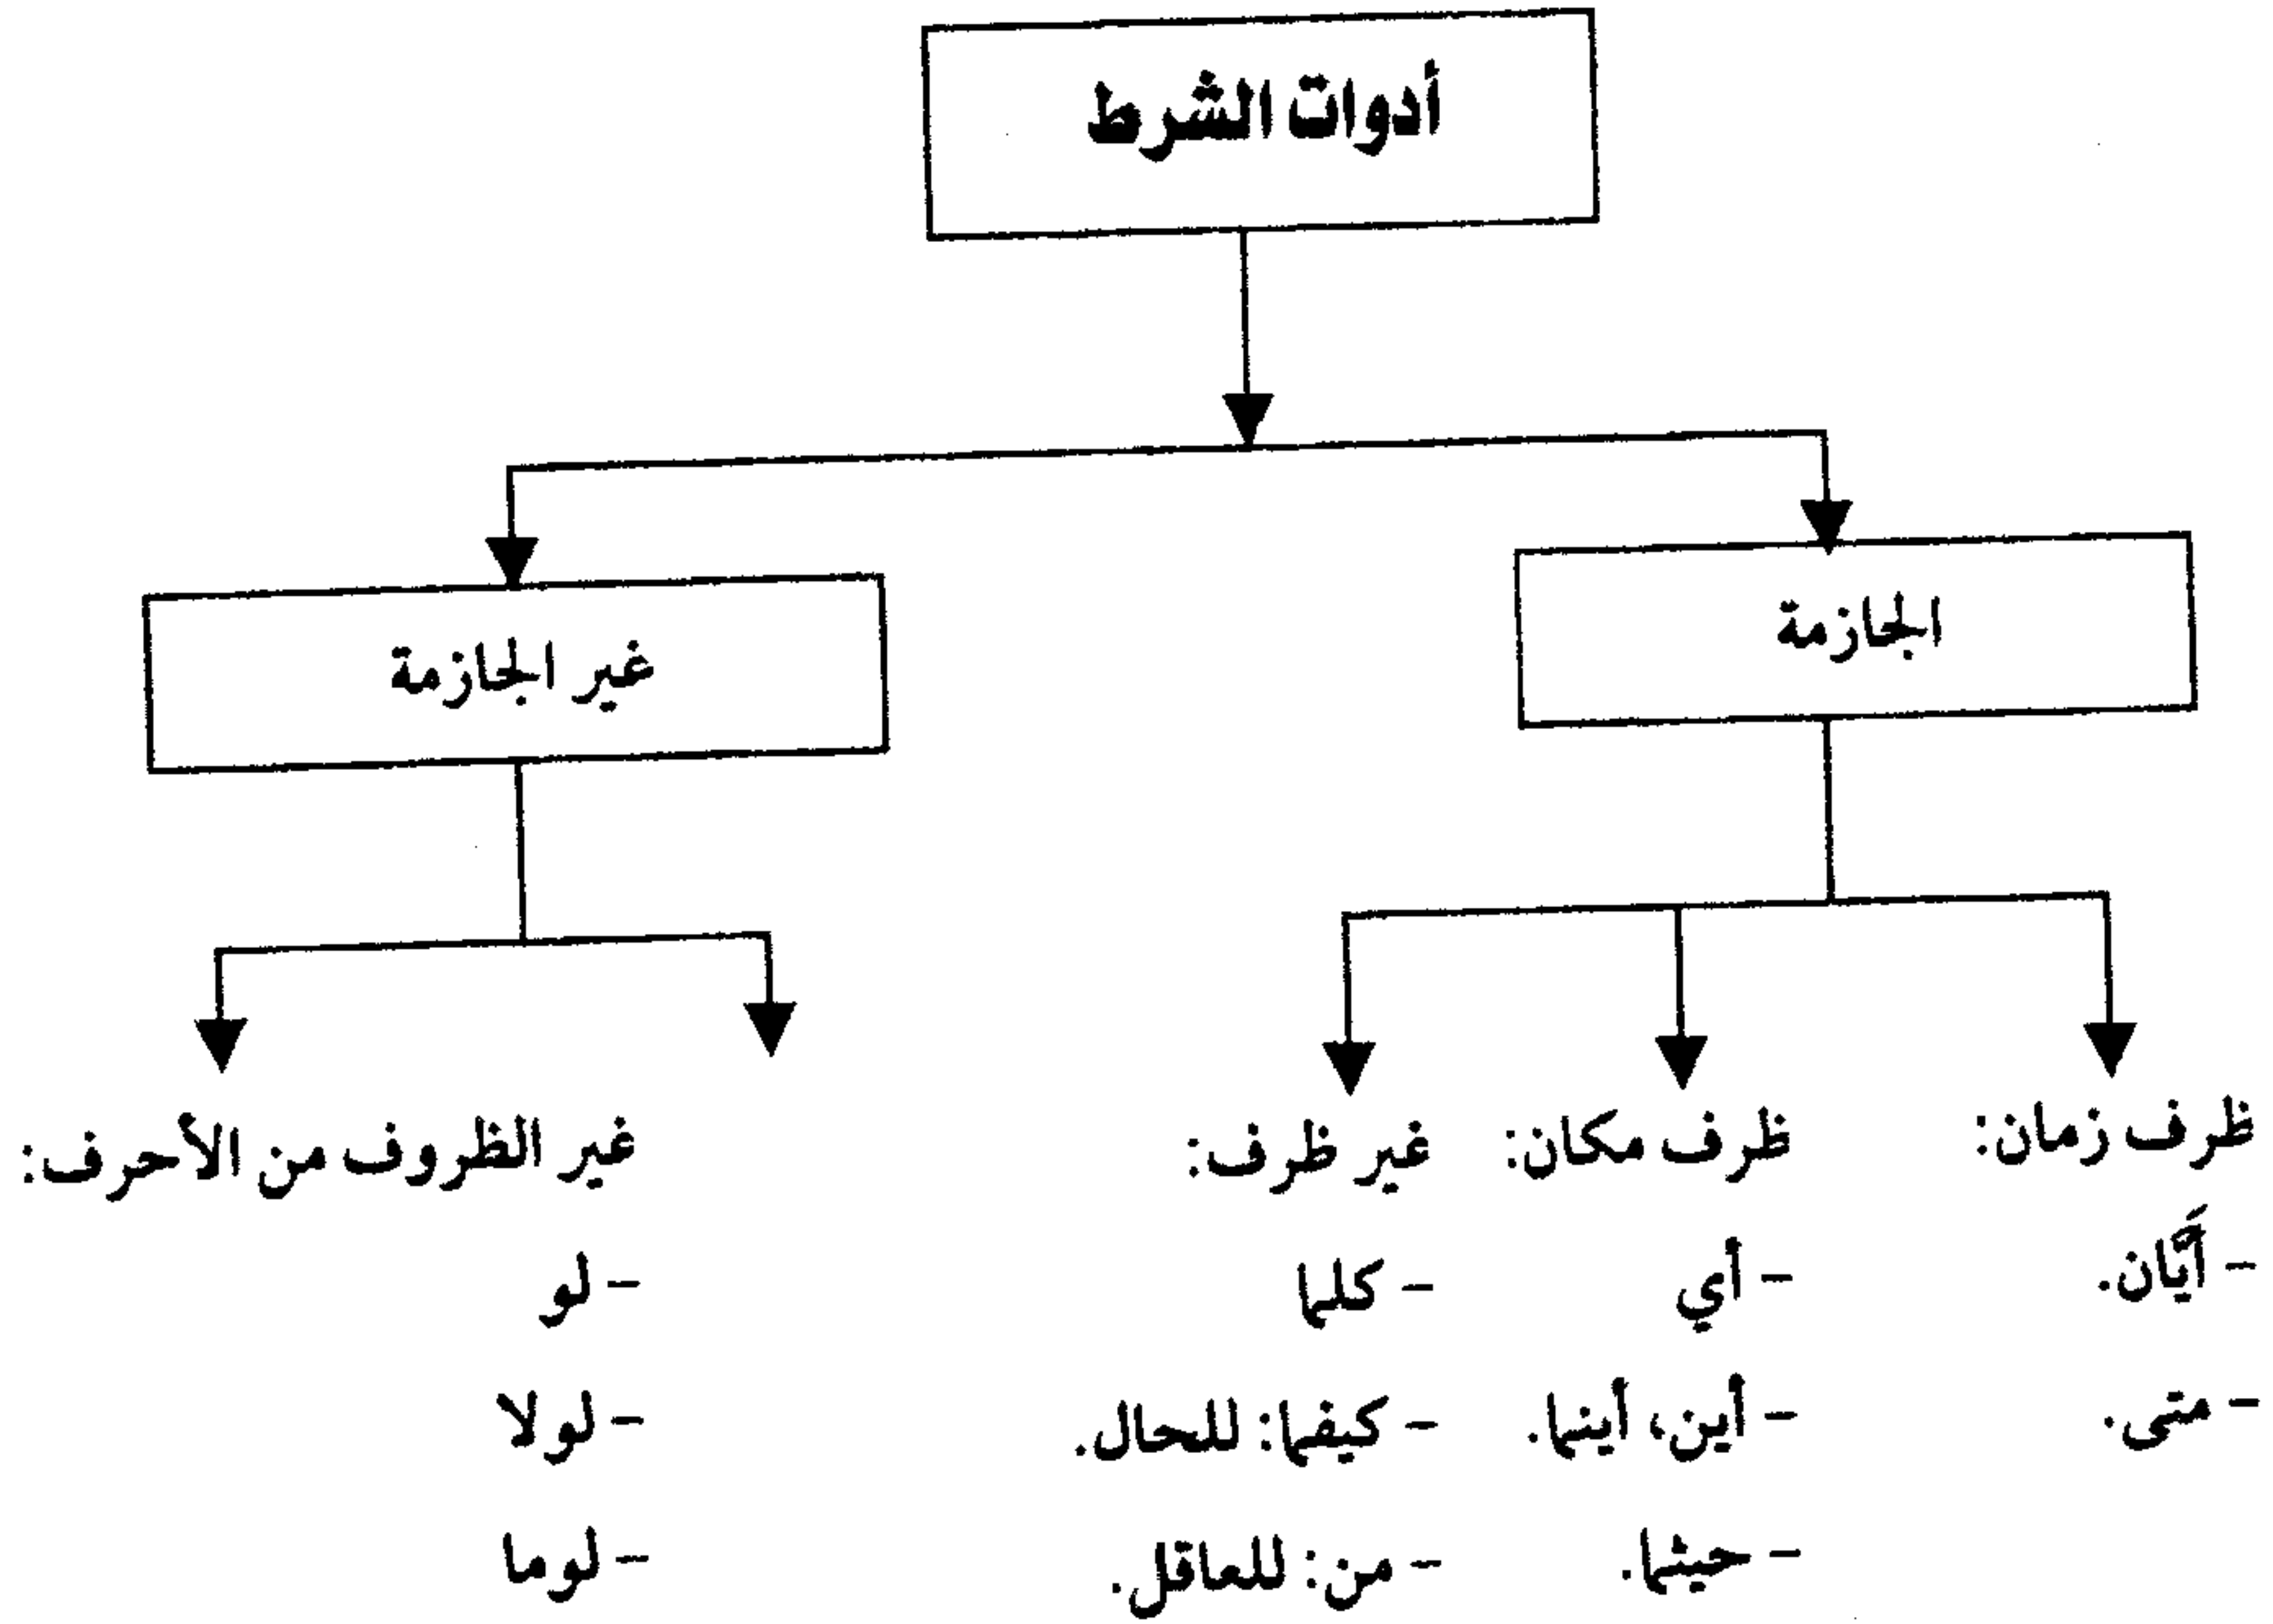 أدوات الشرط
الجازمة
غير الجازمة
ظرف زمان:
- أَيَّان.
- متى.
ظرف مكان:
- أي
- أين، أينما.
- حيثما.
غير ظرف:
- كلما
- كيفما: للحال.
- من: للعاقل.
غير الظروف من الأحرف:
- لو
- لولا
- لوما